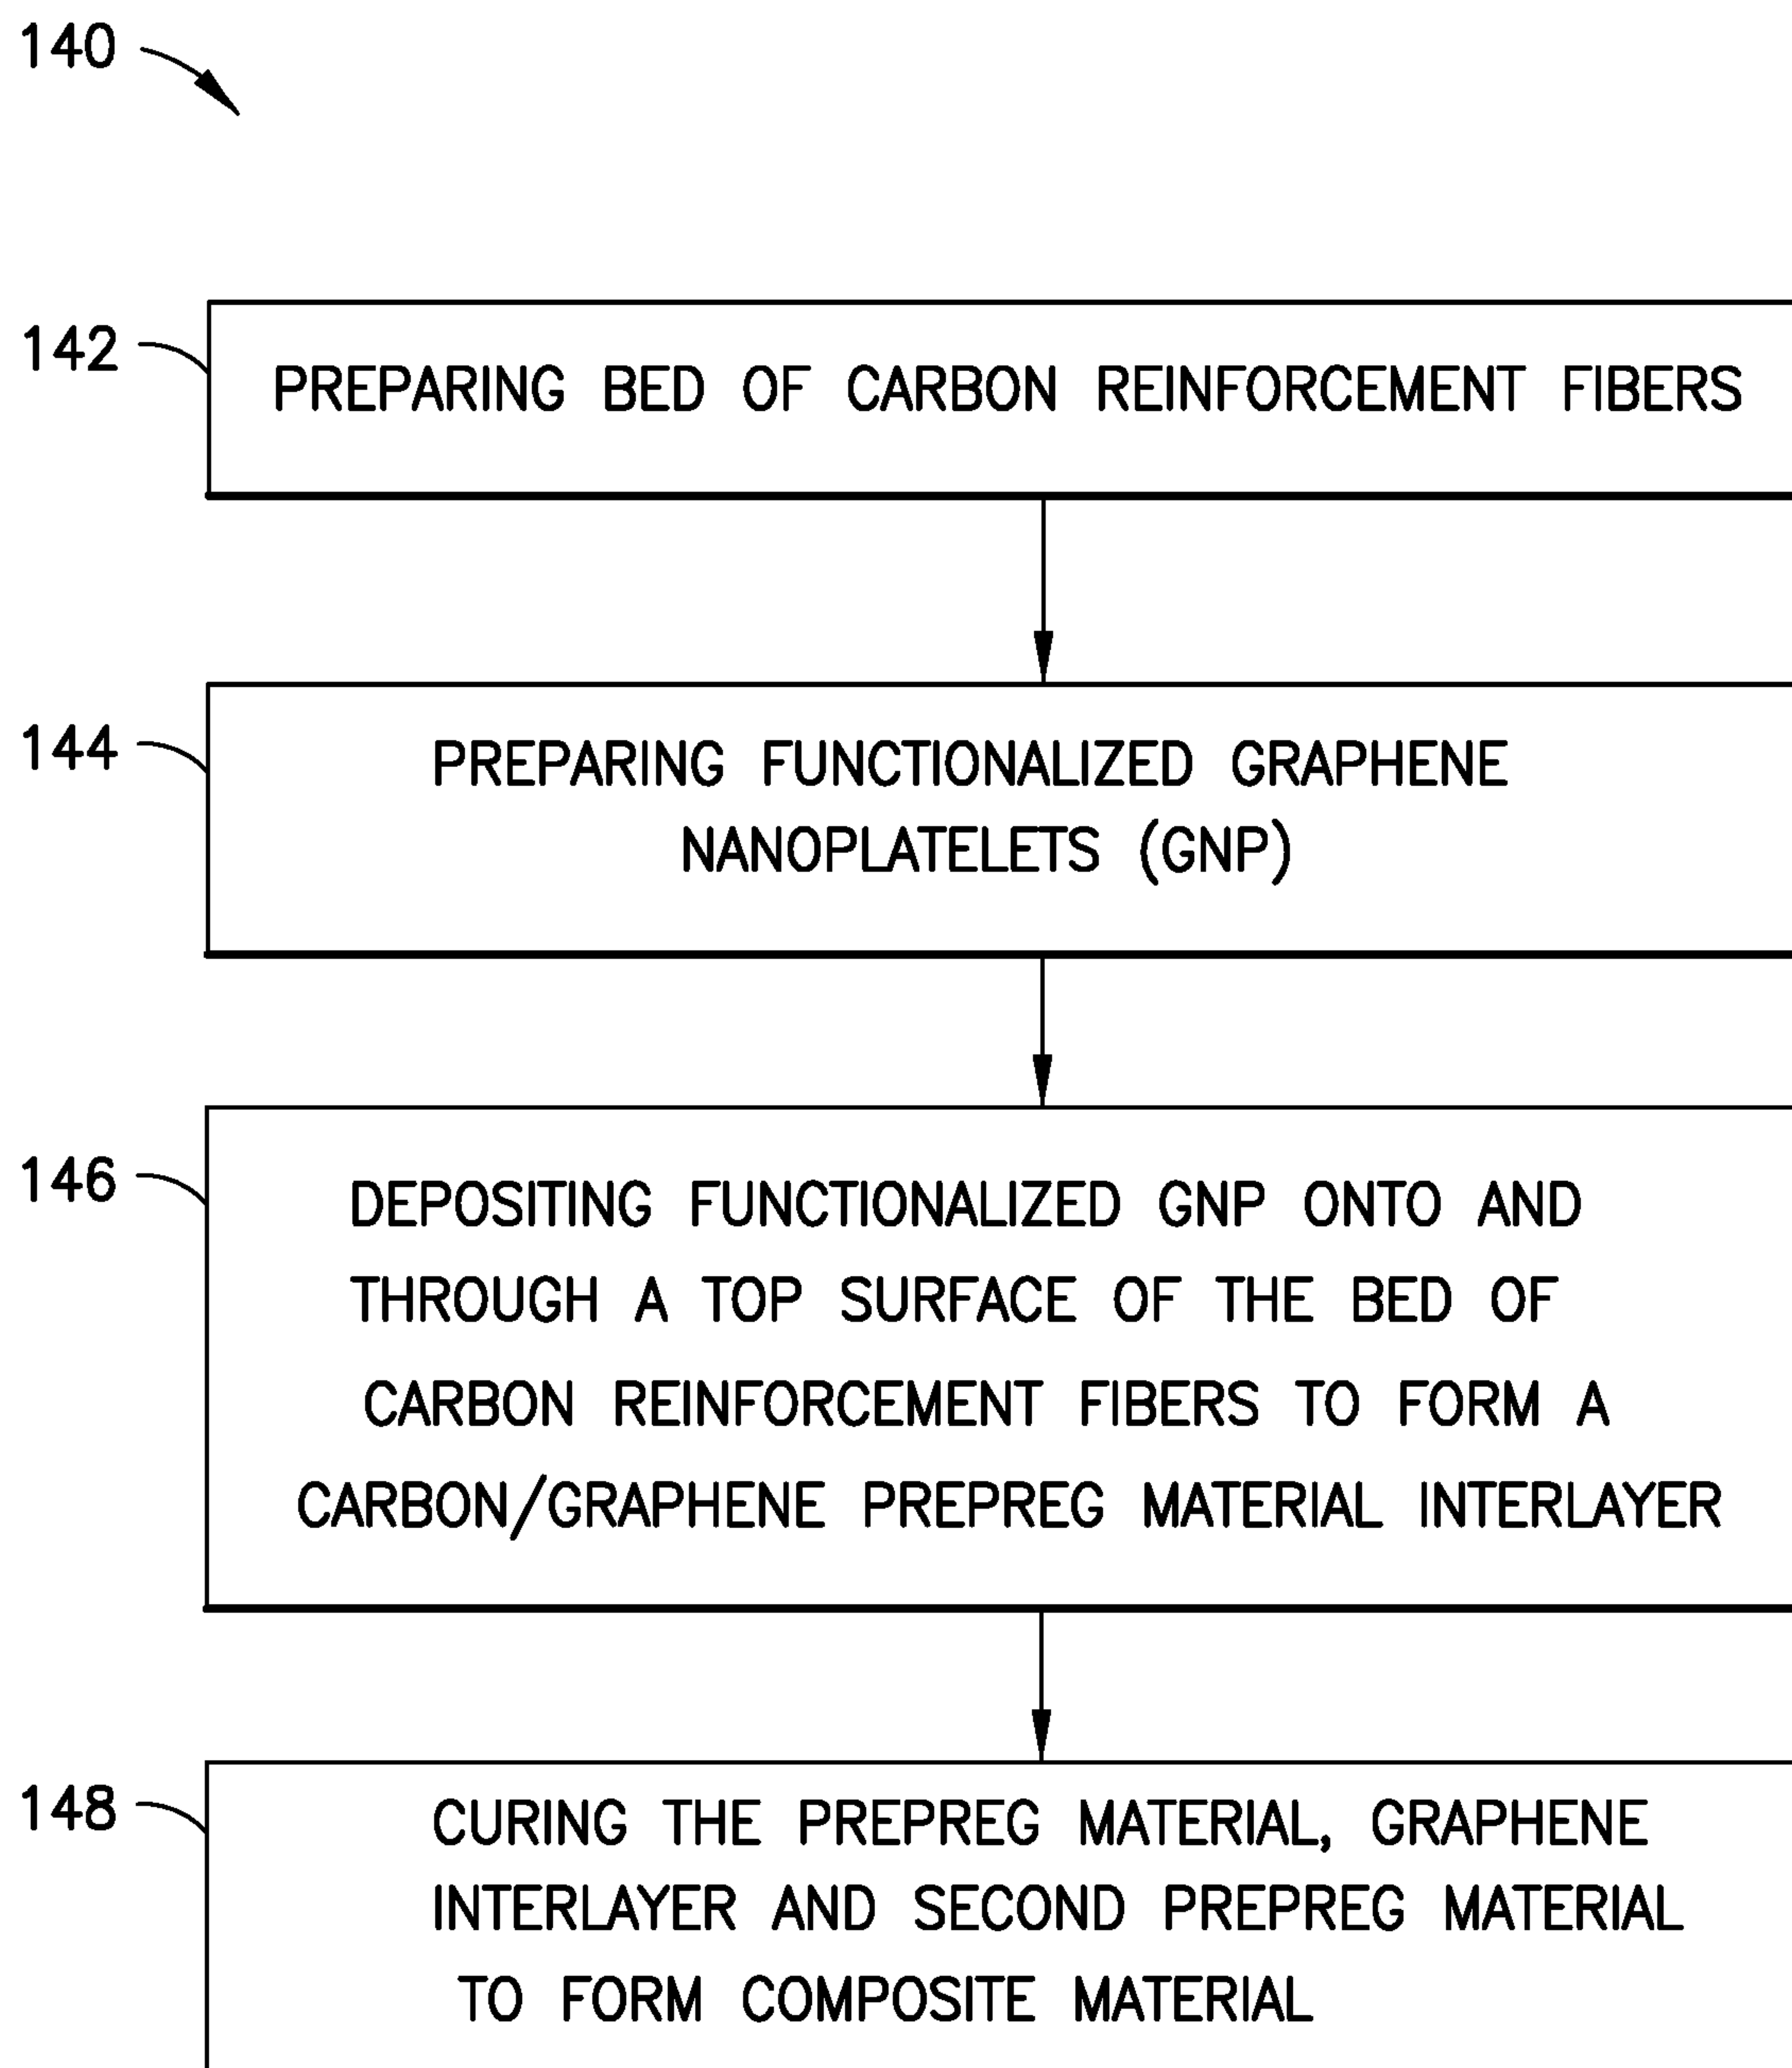 140
142
PREPARING BED OF CARBON REINFORCEMENT FIBERS
144
PREPARING FUNCTIONALIZED GRAPHENE
NANOPLATELETS (GNP)
146
DEPOSITING FUNCTIONALIZED GNP ONTO AND
THROUGH A TOP SURFACE OF THE BED OF
CARBON REINFORCEMENT FIBERS TO FORM A
CARBON/GRAPHENE PREPREG MATERIAL INTERLAYER
148
CURING THE PREPREG MATERIAL, GRAPHENE
INTERLAYER AND SECOND PREPREG MATERIAL
TO FORM COMPOSITE MATERIAL